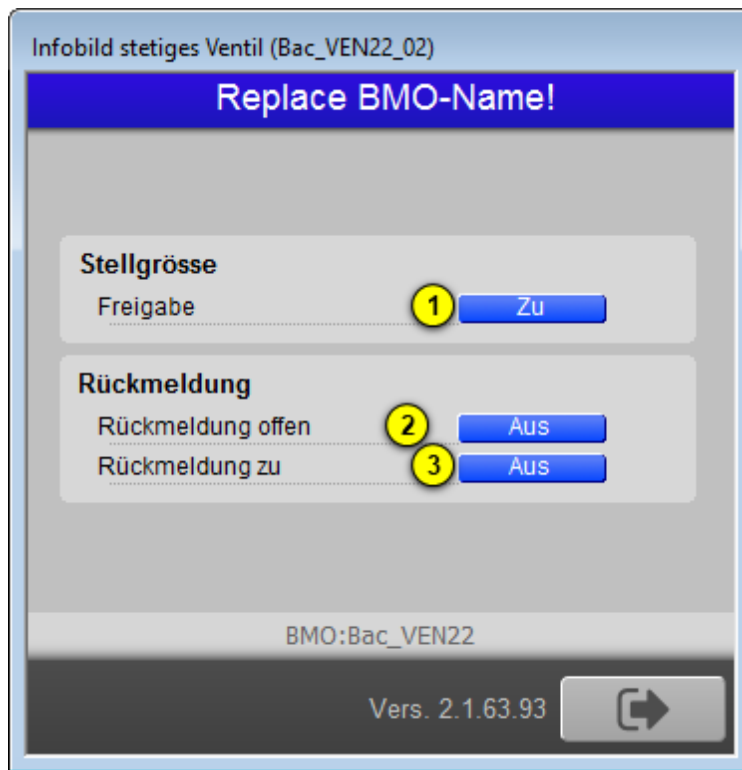 Infobild stetiges Ventil (Bac_VEN22_02)
Replace BMO-Name!
Stellgrösse
Freigabe 1 Zu
Rückmeldung
Rückmeldung offen 2 Aus
Rückmeldung zu 3 Aus
BMO:Bac_VEN22
Vers. 2.1.63.93